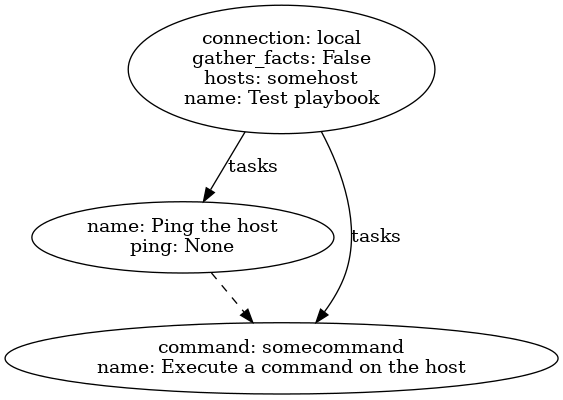 connection: local
gather_facts: False
hosts: somehost
name: Test playbook
tasks
name: Ping the host
ping: None
tasks
command: somecommand
name: Execute a command on the host